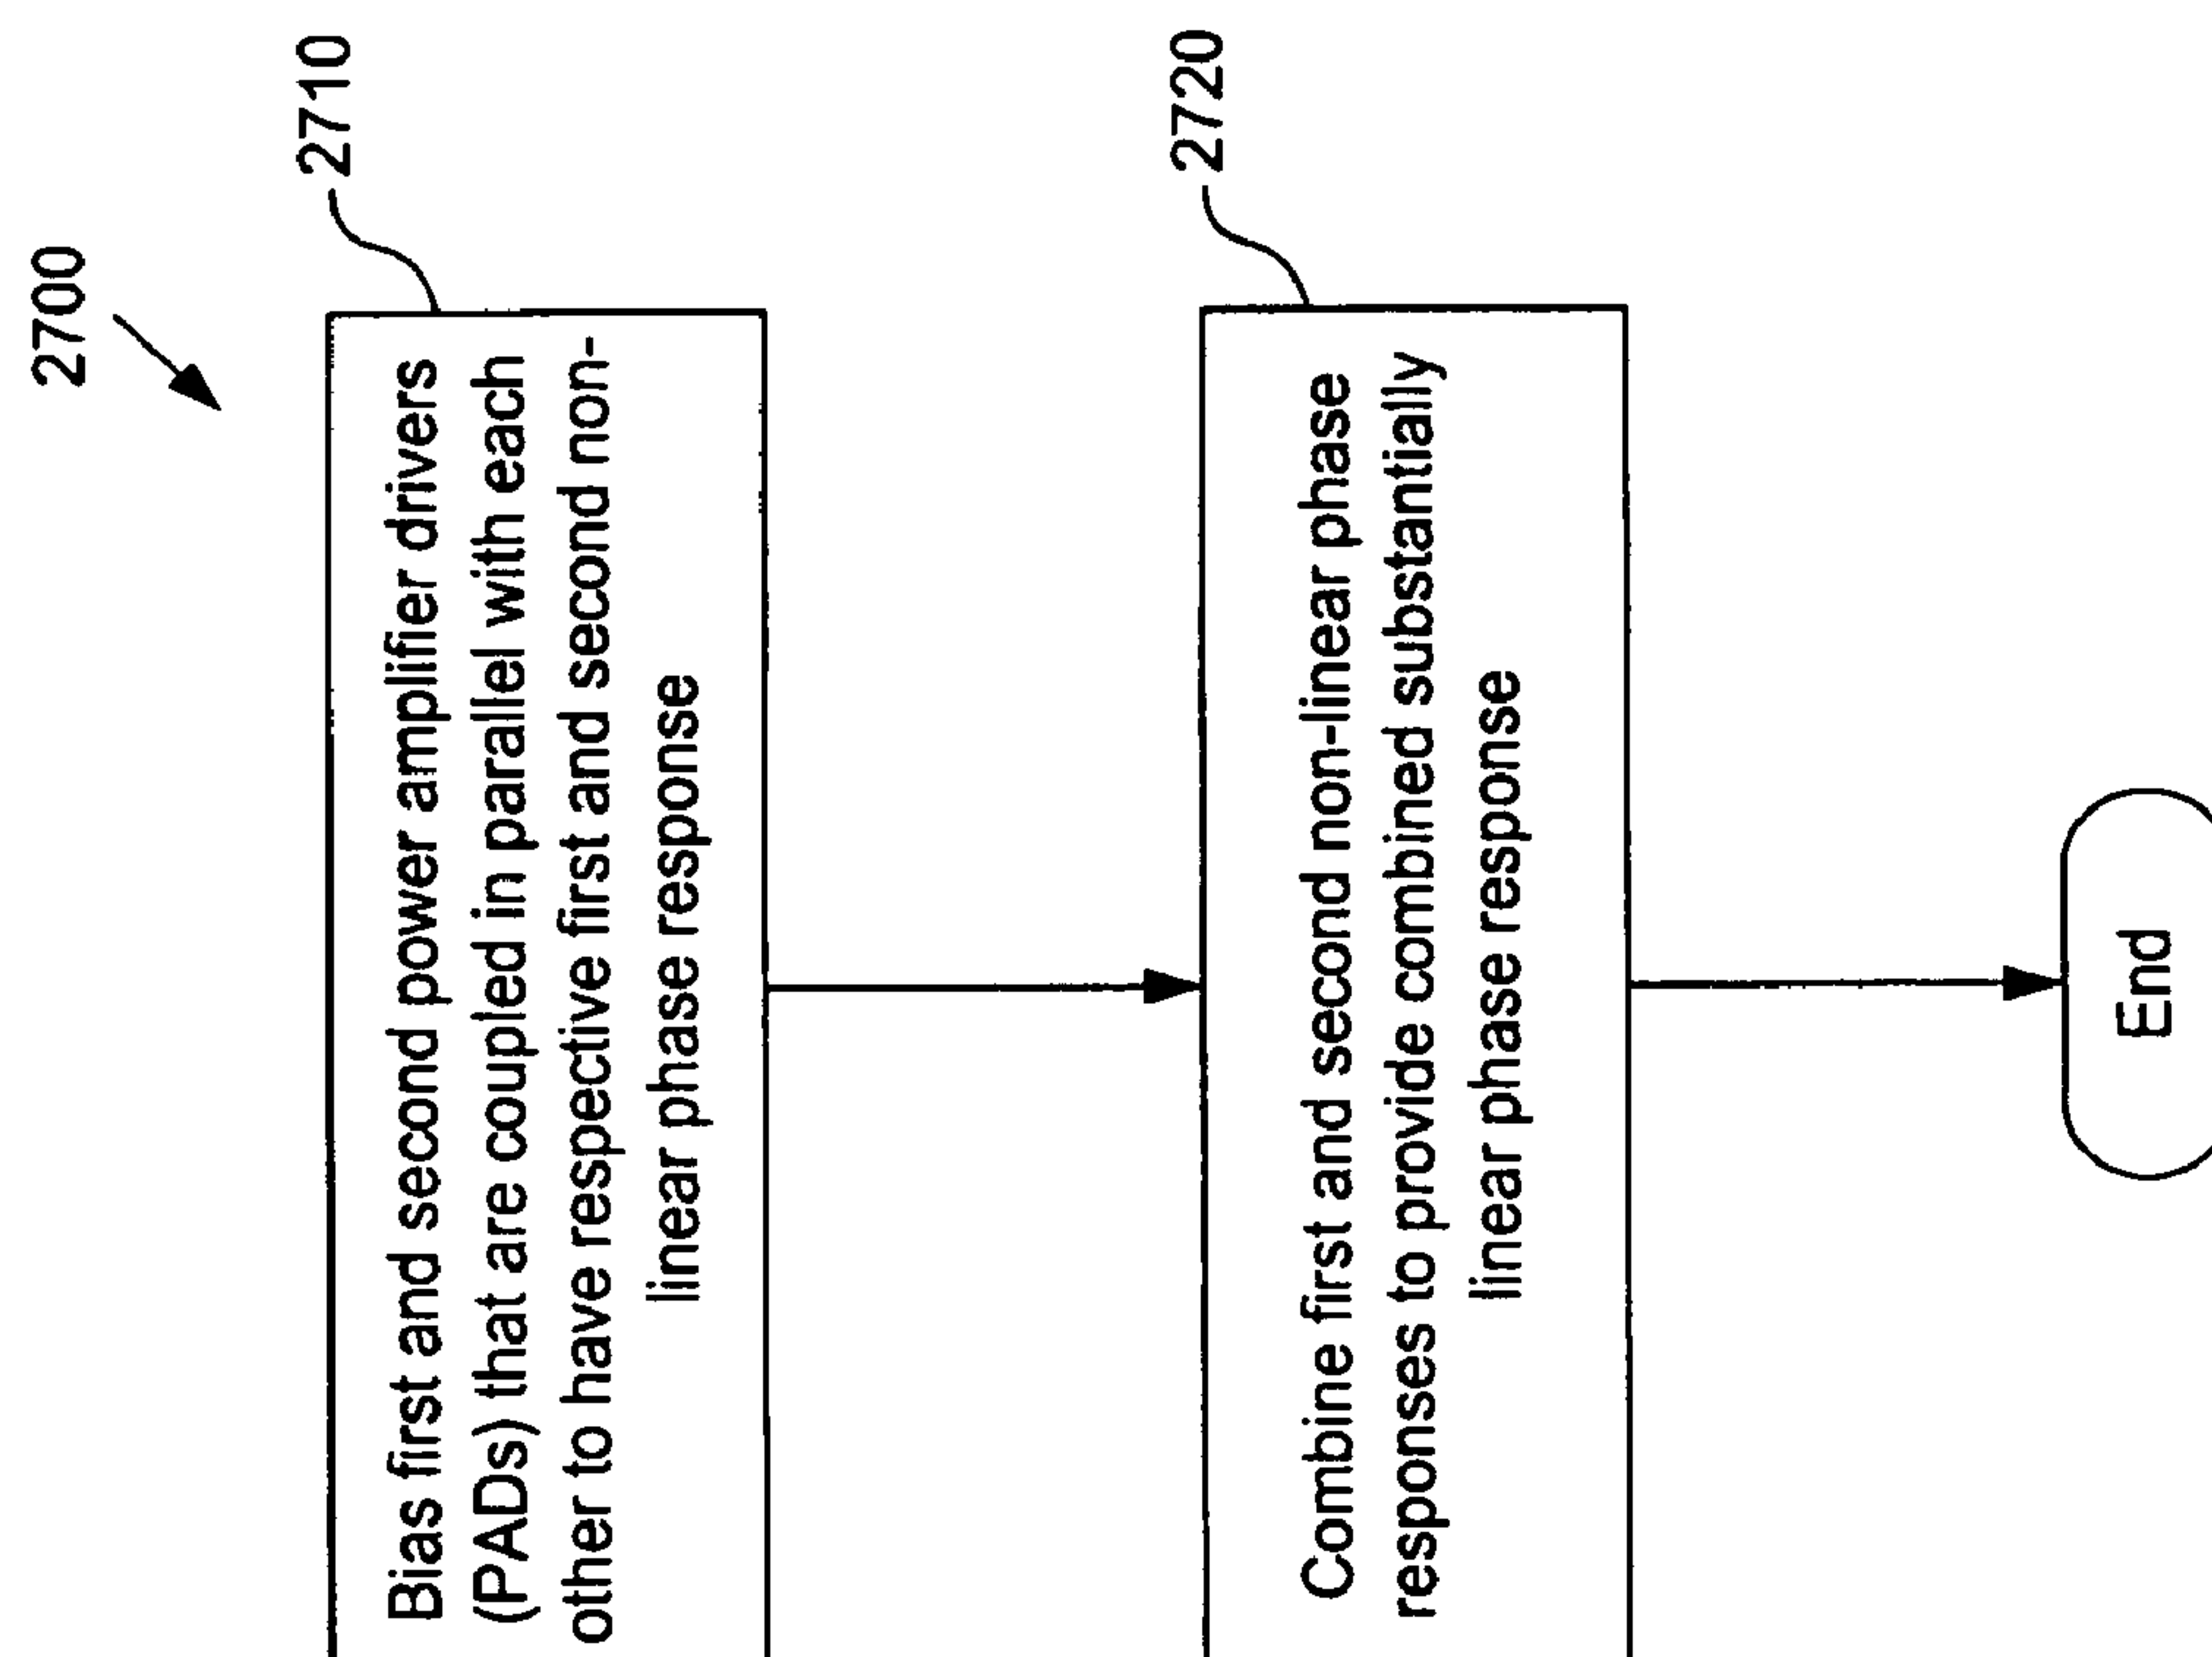 2700
2710
Bias first and second power amplifier drivers
(PADs) that are coupled in parallel with each
other to have respective first and second non-
linear phase response
2720
Combine first and second non-linear phase
responses to provide combined substantially
linear phase response
End